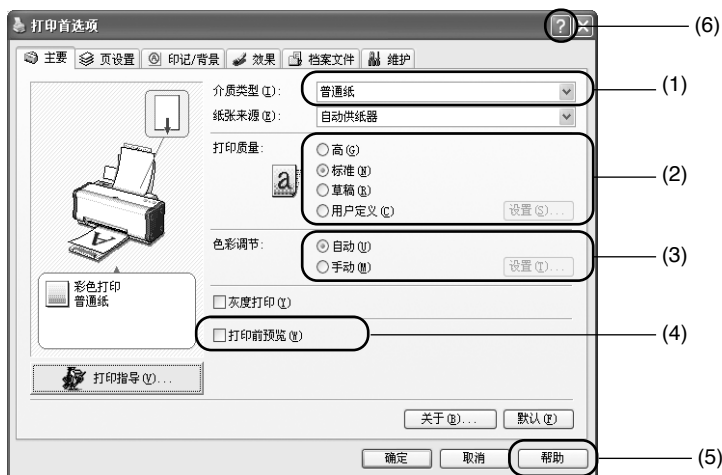 打印首选项
(6)
主要 页设置 印记/背景 效果 档案文件 维护
介质类型(I): 普通纸
(1)
纸张来源(E): 自动供纸器
打印质量:
高(G)
标准(N)
草稿(R)
用户定义(C) 设置(S)...
(2)
a
色彩调节:
自动(U)
手动(M) 设置(T)...
(3)
彩色打印
普通纸
灰度打印(Y)
打印前预览(W)
(4)
打印指导(V)...
关于(B)... 默认(F)
确定 取消 帮助
(5)